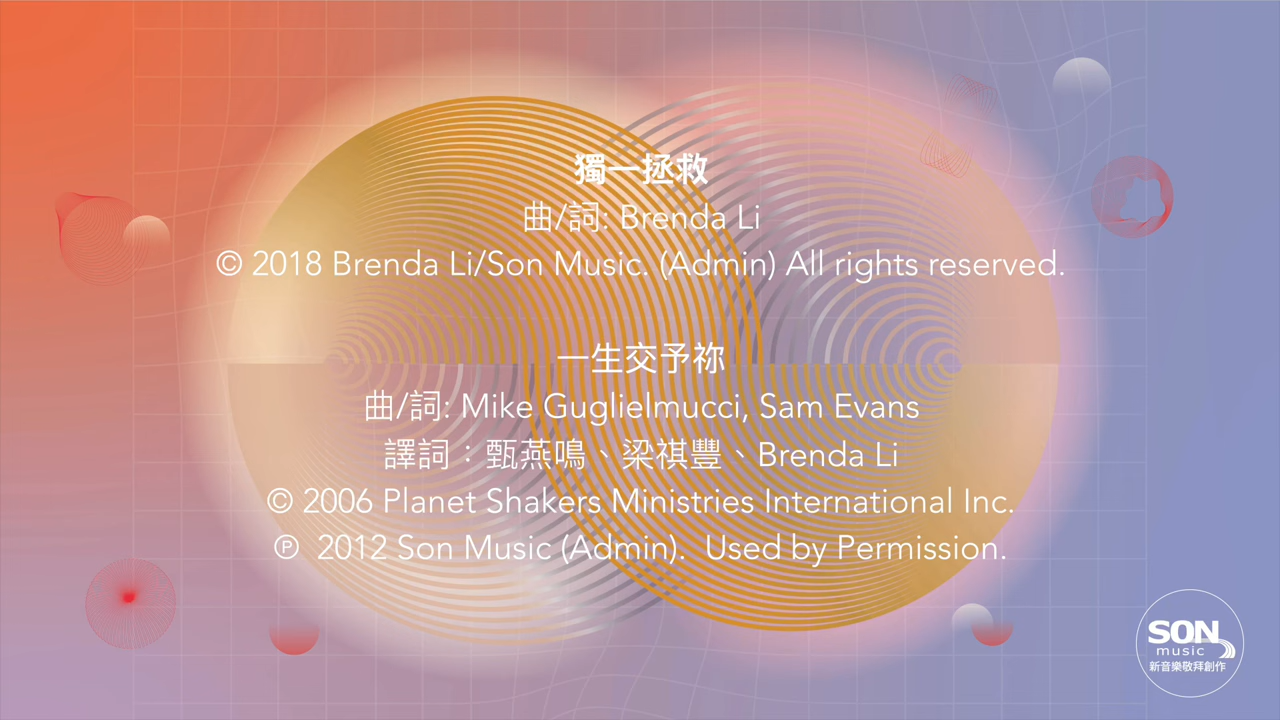 獨一拯救
曲/詞: Brenda Li
© 2018 Brenda Li/Son Music. (Admin) All rights reserved.
一生交予祢
曲/詞: Mike Guglielmucci, Sam Evans
譯詞：甄燕鳴、梁祺豐、Brenda Li
© 2006 Planet Shakers Ministries International Inc.
℗ 2012 Son Music (Admin). Used by Permission.
SON
music
新音樂敬拜創作